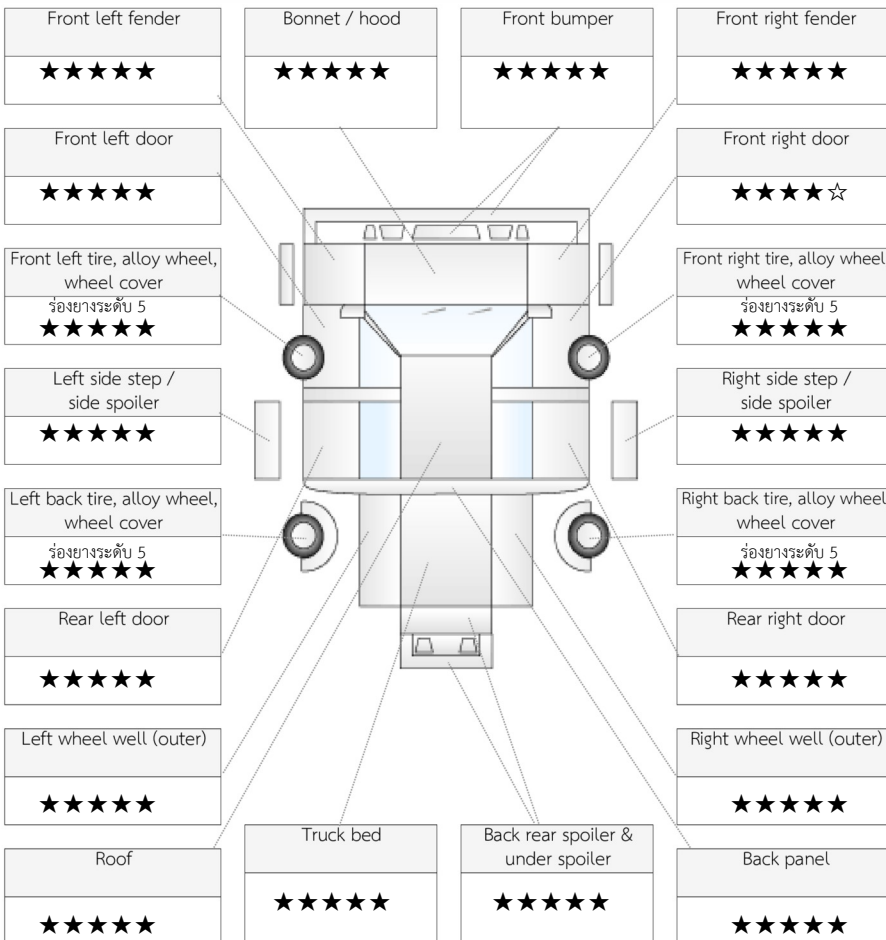 Front left fender
★★★★★
Bonnet / hood
★★★★★
Front bumper
★★★★★
Front right fender
★★★★★
Front left door
★★★★★
Front right door
★★★★☆
Front left tire, alloy wheel,
wheel cover
ร่องยางระดับ 5
★★★★★
Front right tire, alloy wheel
wheel cover
ร่องยางระดับ 5
★★★★★
Left side step /
side spoiler
★★★★★
Right side step /
side spoiler
★★★★★
Left back tire, alloy wheel,
wheel cover
ร่องยางระดับ 5
★★★★★
Right back tire, alloy wheel
wheel cover
ร่องยางระดับ 5
★★★★★
Rear left door
★★★★★
Rear right door
★★★★★
Left wheel well (outer)
★★★★★
Right wheel well (outer)
★★★★★
Roof
★★★★★
Truck bed
★★★★★
Back rear spoiler &
under spoiler
★★★★★
Back panel
★★★★★